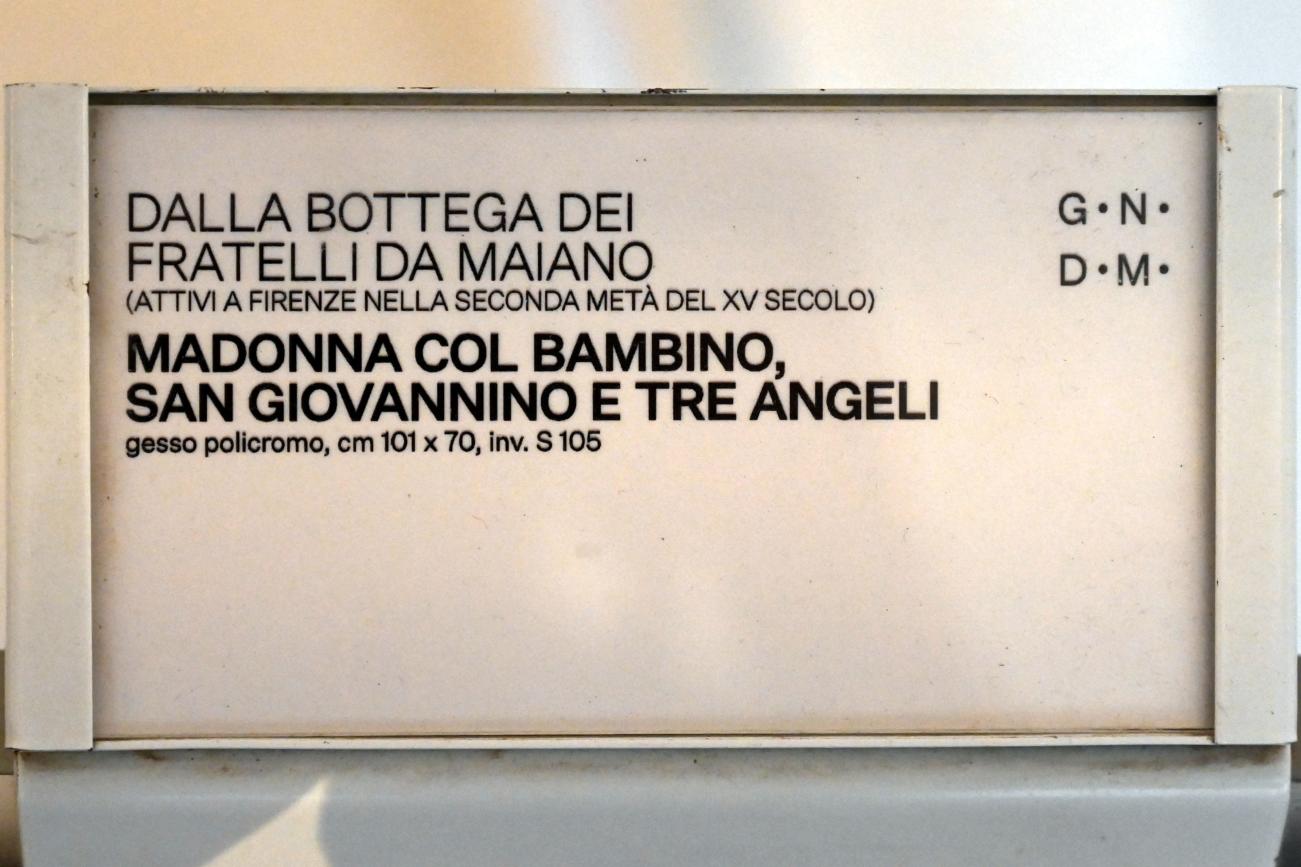 DALLA BOTTEGA DEI
FRATELLI DA MAIANO
(ATTIVI A FIRENZE NELLA SECONDA METÀ DEL XV SECOLO)
MADONNA COL BAMBINO,
SAN GIOVANNINO E TRE ANGELI
gesso policromo, cm 101 x 70, inv. S 105
G•N•
D•M•